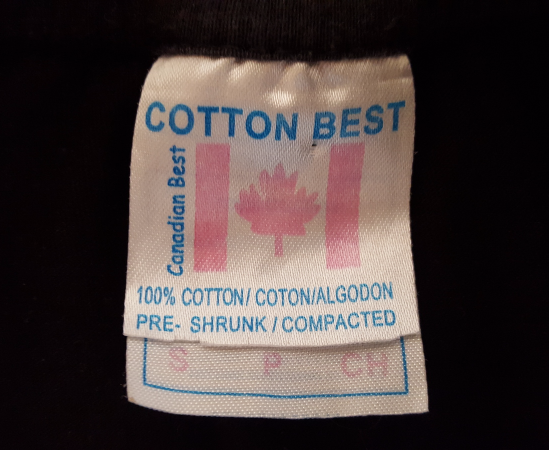 COTTON BEST
Canadian Best
100% COTTON/ COTON/ALGODON
PRE- SHRUNK / COMPACTED
S P CH